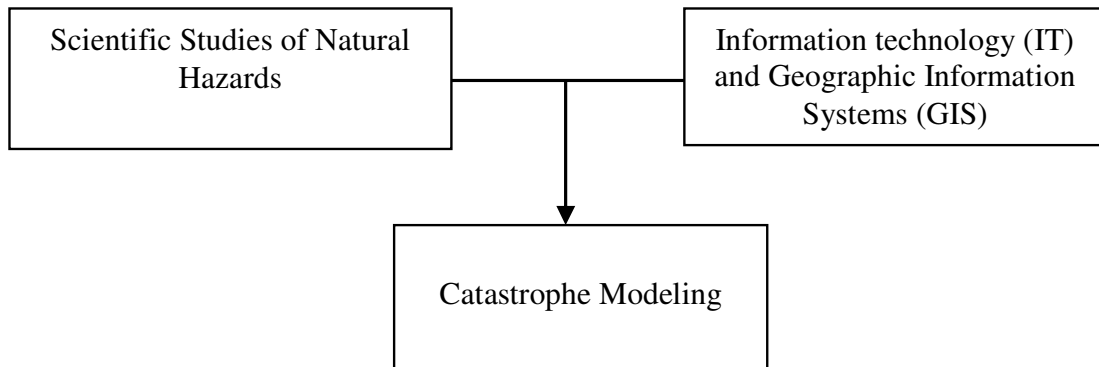 Scientific Studies of Natural
Hazards
Information technology (IT)
and Geographic Information
Systems (GIS)
Catastrophe Modeling